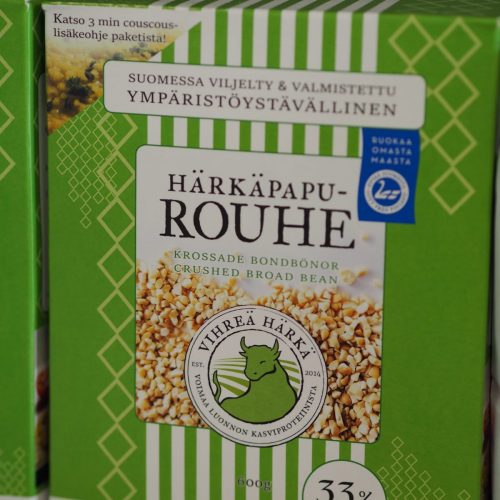 Katso 3 min couscous-
lisäkeohje paketista!
SUOMESSA VILJELTY & VALMISTETTU
YMPÄRISTÖYSTÄVÄLLINEN
RUOKAA
OMASTA
MAASTA
HÄRKÄPAPU-
ROUHE
KROSSADE BONDBÖNOR
CRUSHED BROAD BEAN
VIHREÄ HÄRKÄ
EST. 2014
VOIMAA LUONNON KASVIPROTEIINISTA
600g
33%